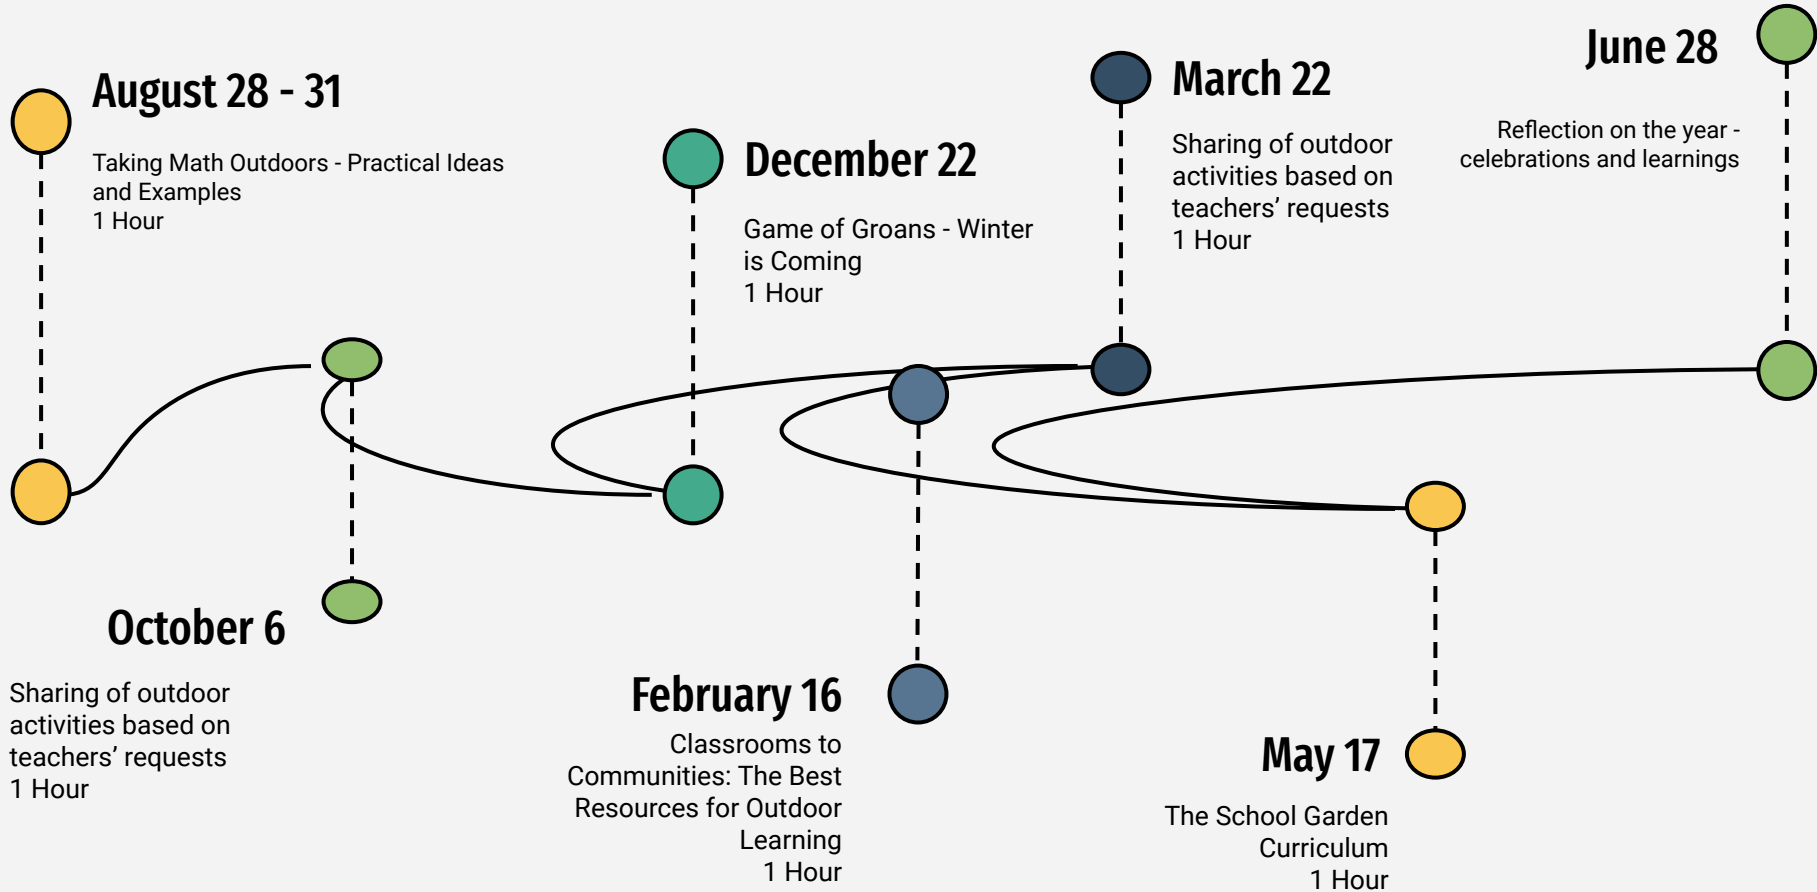 August 28 - 31
Taking Math Outdoors - Practical Ideas
and Examples
1 Hour
October 6
Sharing of outdoor
activities based on
teachers’ requests
1 Hour
December 22
Game of Groans - Winter
is Coming
1 Hour
February 16
Classrooms to
Communities: The Best
Resources for Outdoor
Learning
1 Hour
March 22
Sharing of outdoor
activities based on
teachers’ requests
1 Hour
May 17
The School Garden
Curriculum
1 Hour
June 28
Reflection on the year -
celebrations and learnings